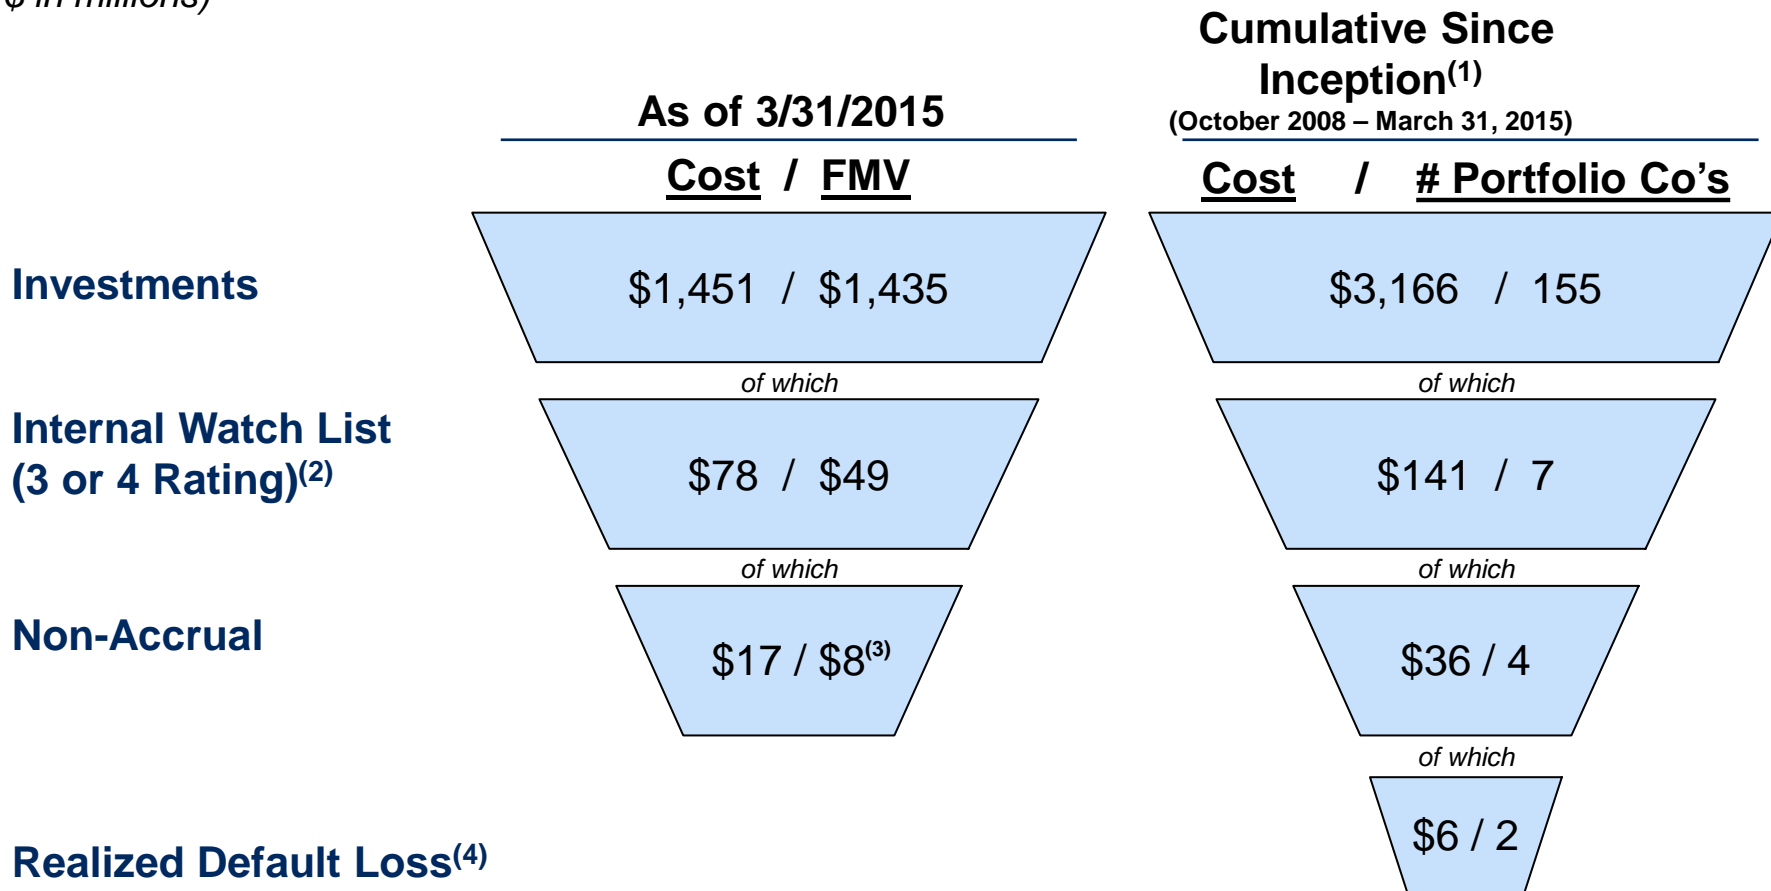 $ in millions)
Cumulative Since
Inception(1)
(October 2008 – March 31, 2015)
As of 3/31/2015
Cost / FMV
Cost / # Portfolio Co’s
Investments
$1,451 / $1,435
$3,166 / 155
of which
of which
Internal Watch List
(3 or 4 Rating)(2)
$78 / $49
$141 / 7
of which
of which
Non-Accrual
$17 / $8(3)
$36 / 4
of which
$6 / 2
Realized Default Loss(4)